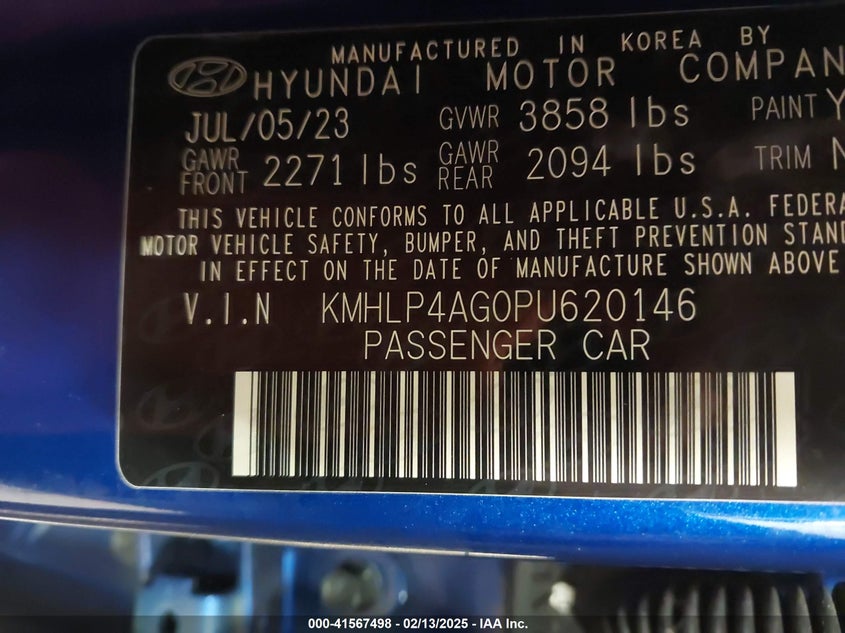 MANUFACTURED IN KOREA BY
HYUNDAI MOTOR COMPAN
JUL/05/23 GVWR 3858 lbs PAINT Y
GAWR FRONT 2271 lbs GAWR REAR 2094 lbs TRIM N
THIS VEHICLE CONFORMS TO ALL APPLICABLE U.S.A. FEDERA
MOTOR VEHICLE SAFETY, BUMPER, AND THEFT PREVENTION STAND
IN EFFECT ON THE DATE OF MANUFACTURE SHOWN ABOVE
V.I.N KMHLP4AG0PU620146
PASSENGER CAR
000-41567498 - 02/13/2025 - IAA Inc.